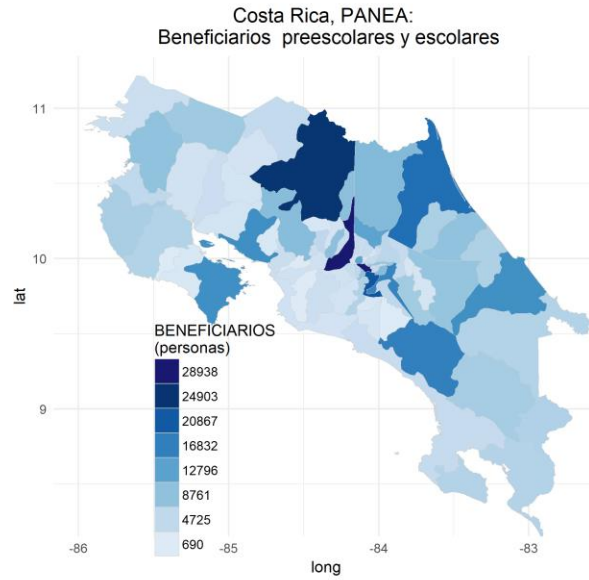 Costa Rica, PANEA:
Beneficiarios  preescolares y escolares
11
10
9
lat
BENEFICIARIOS
(personas)
28938
24903
20867
16832
12796
8761
4725
690
-86
-85
-84
-83
long